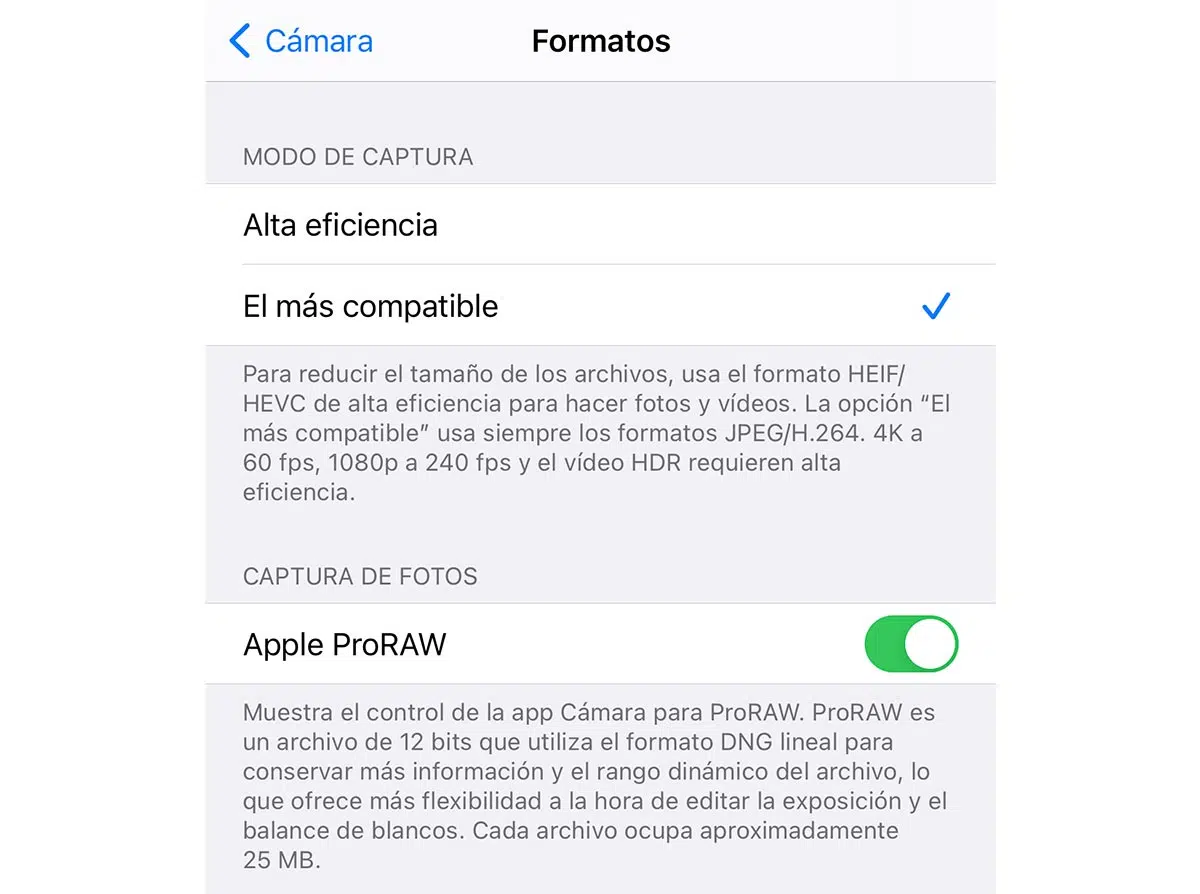 Cámara
Formatos
MODO DE CAPTURA
Alta eficiencia
El más compatible
Para reducir el tamaño de los archivos, usa el formato HEIF/
HEVC de alta eficiencia para hacer fotos y vídeos. La opción “El
más compatible” usa siempre los formatos JPEG/H.264. 4K a
60 fps, 1080p a 240 fps y el vídeo HDR requieren alta
eficiencia.
CAPTURA DE FOTOS
Apple ProRAW
Muestra el control de la app Cámara para ProRAW. ProRAW es
un archivo de 12 bits que utiliza el formato DNG lineal para
conservar más información y el rango dinámico del archivo, lo
que ofrece más flexibilidad a la hora de editar la exposición y el
balance de blancos. Cada archivo ocupa aproximadamente
25 MB.